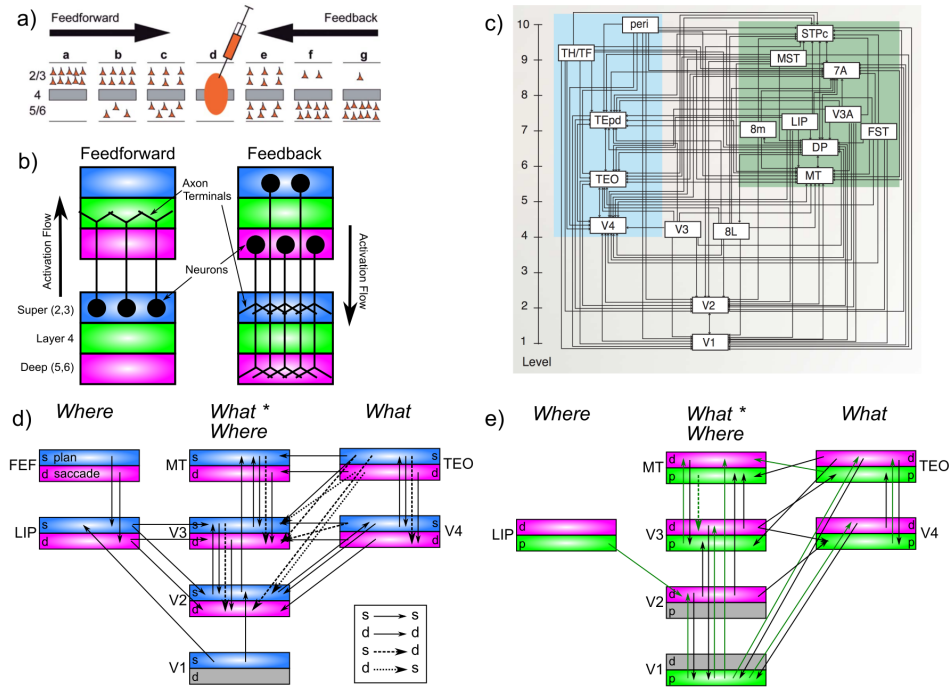 a) Feedforward Feedback
a b c d e f g
2/3
4
5/6
b) Feedforward Feedback
Axon
Terminals
Activation Flow
Activation Flow
Neurons
Super (2,3)
Layer 4
Deep (5,6)
c)
10
9
8
7
6
5
4
3
2
1
Level
peri
STPc
TH/TF
MST
7A
TEpd
8m
LIP
V3A
FST
DP
TEO
MT
V4
V3
8L
V2
V1
d) Where What * What
Where
FEF s plan
d saccade
MT s
d
s TEO
d
LIP s
d
V3 s
d
s V4
d
V2 s
d
V1 s
d
s s
d d
s d
d s
e) Where What * What
Where
MT d
p
d TEO
p
LIP d
p
V3 d
p
d V4
p
V2 d
p
V1 d
p